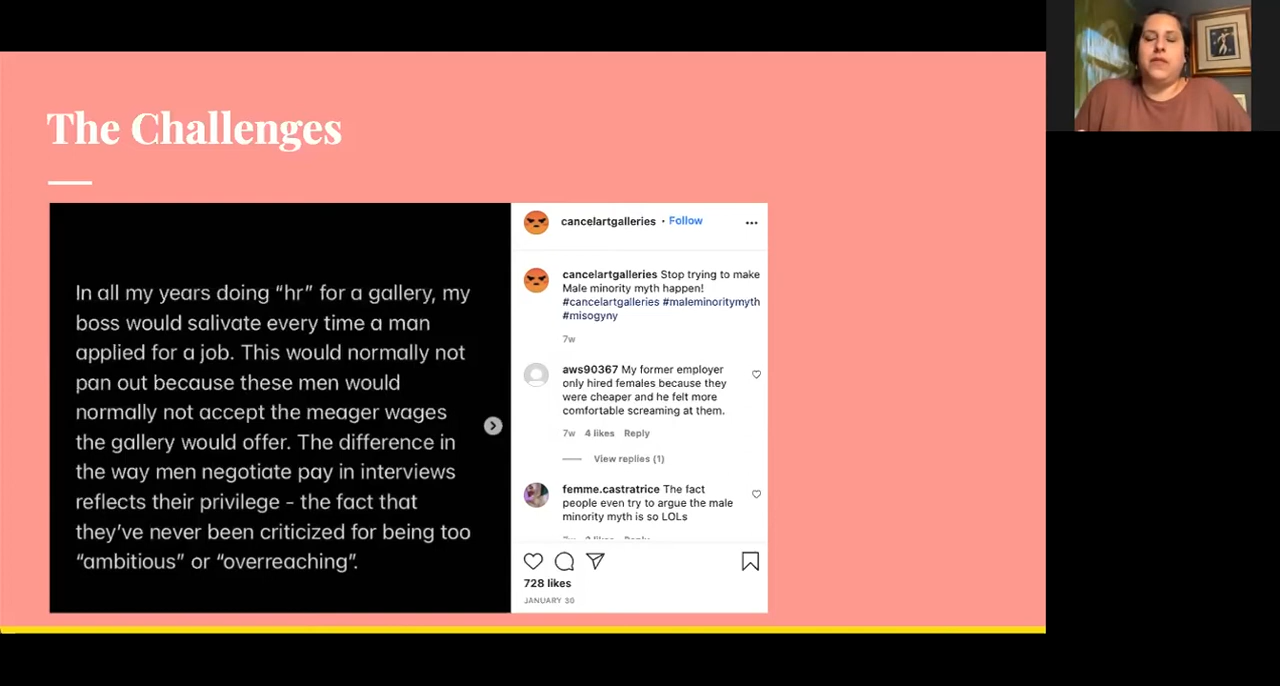 The Challenges
In all my years doing “hr” for a gallery, my
boss would salivate every time a man
applied for a job. This would normally not
pan out because these men would
normally not accept the meager wages
the gallery would offer. The difference in
the way men negotiate pay in interviews
reflects their privilege - the fact that
they’ve never been criticized for being too
“ambitious” or “overreaching”.
cancelartgalleries · Follow
cancelartgalleries Stop trying to make
Male minority myth happen!
#cancelartgalleries #maleminoritymyth
#misogyny
7w
aws90367 My former employer
only hired females because they
were cheaper and he felt more
comfortable screaming at them.
7w 4 likes Reply
View replies (1)
femme.castratrice The fact
people even try to argue the male
minority myth is so LOLs
728 likes
JANUARY 30